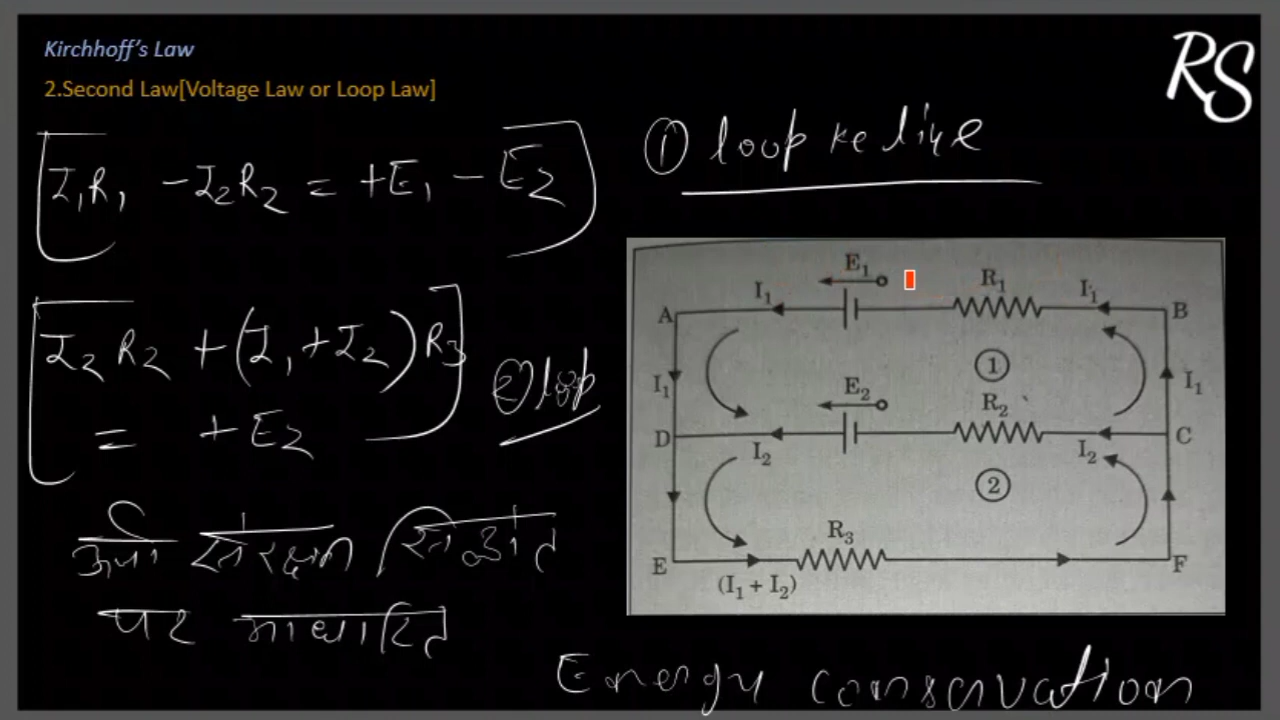 Kirchhoff's Law
2.Second Law[Voltage Law or Loop Law]
RS
I₁R₁ - I₂R₂ = +E₁ - E₂
① loop ke liye
I₂R₂ + (I₁ + I₂)R₃
= + E₂
② loop
ऊर्जा संरक्षण सिद्धांत
पर आधारित
Energy conservation
E₁
I₁ R₁ I₁
A B
①
I₁ E₂ I₁
R₂
D C
I₂ I₂
②
R₃
E F
(I₁ + I₂)